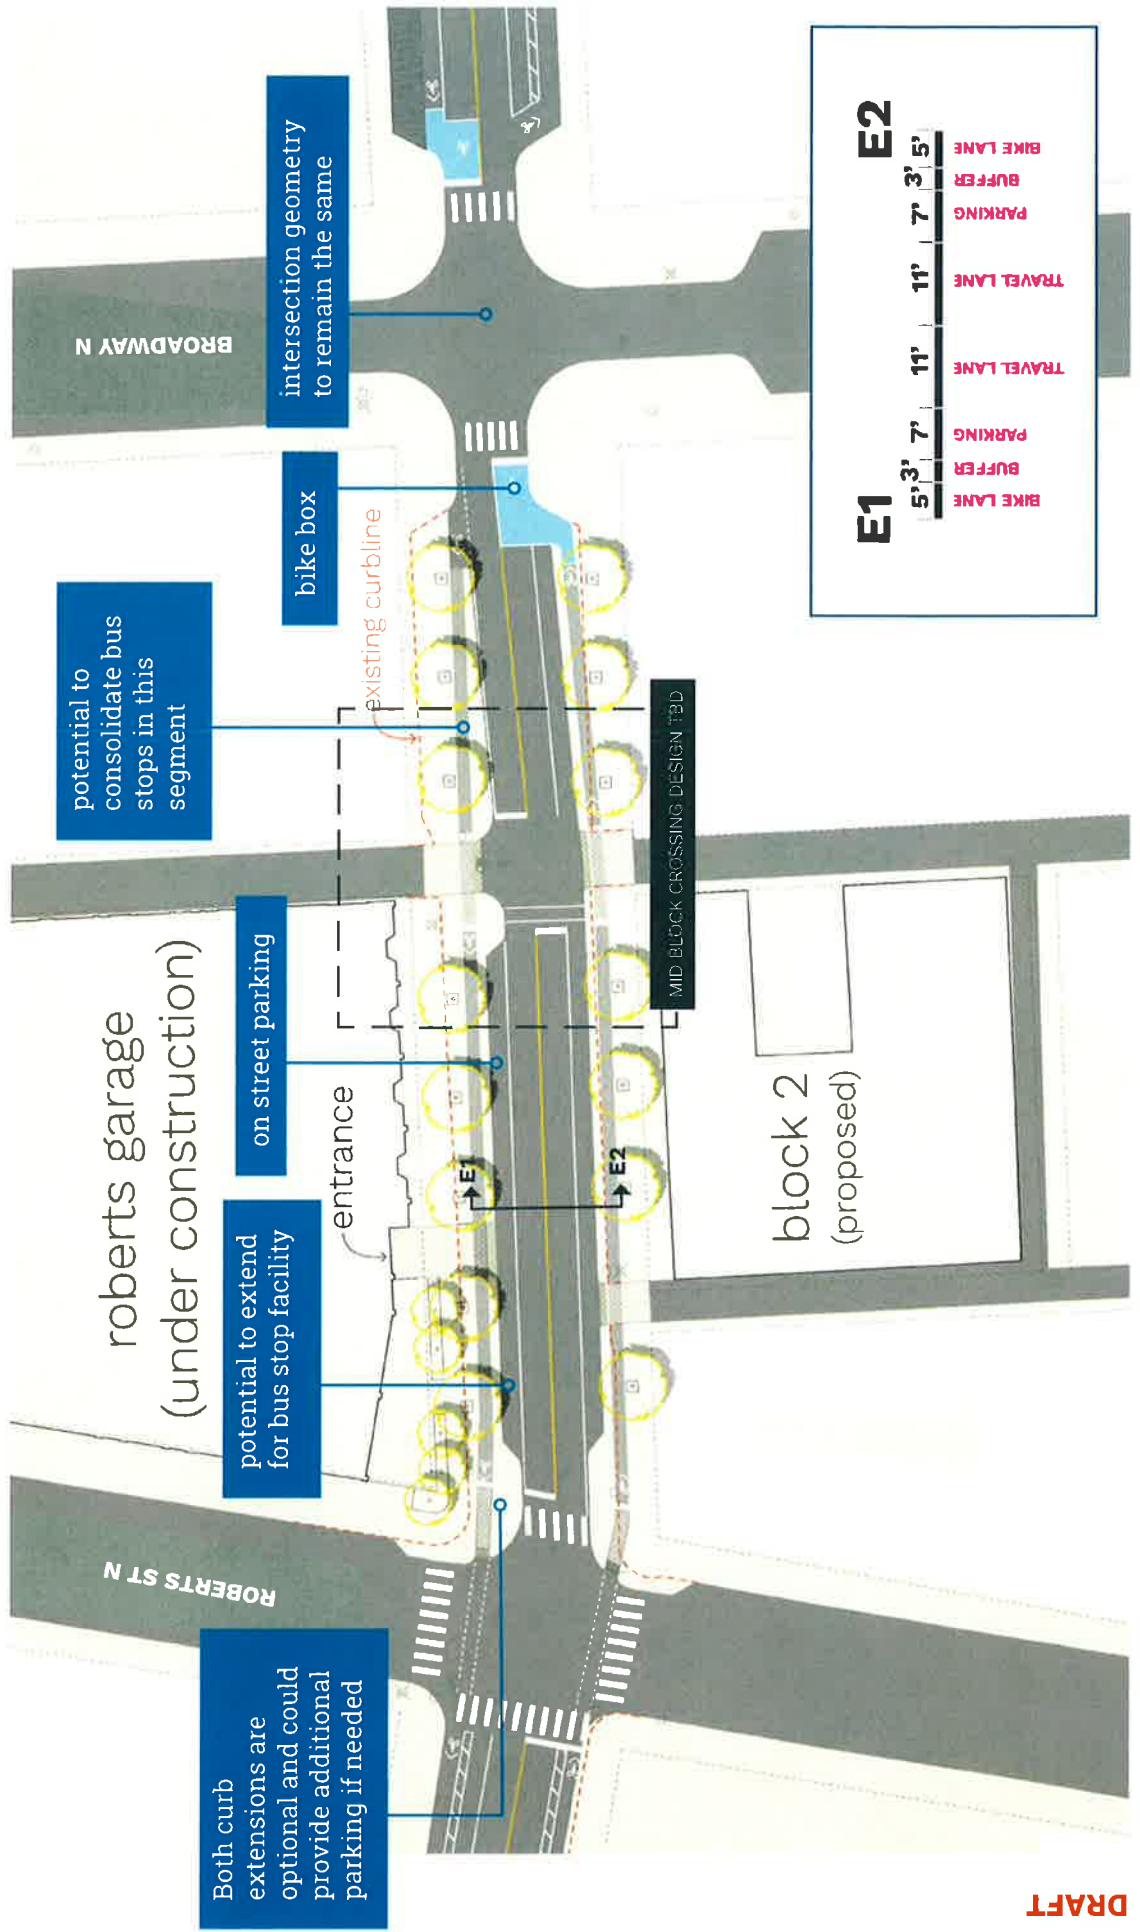 DRAFT
Both curb
extensions are
optional and could
provide additional
parking if needed
ROBERTS ST N
potential to extend
for bus stop facility
roberts garage
(under construction)
entrance
on street parking
potential to
consolidate bus
stops in this
segment
existing curbline
bike box
intersection geometry
to remain the same
BROADWAY N
E1
E2
MID BLOCK CROSSING DESIGN TBD
block 2
(proposed)
E1 E2
5' 3' 7' 11' 11' 7' 3' 5'
BIKE LANE
BUFFER
PARKING
TRAVEL LANE
TRAVEL LANE
PARKING
BUFFER
BIKE LANE